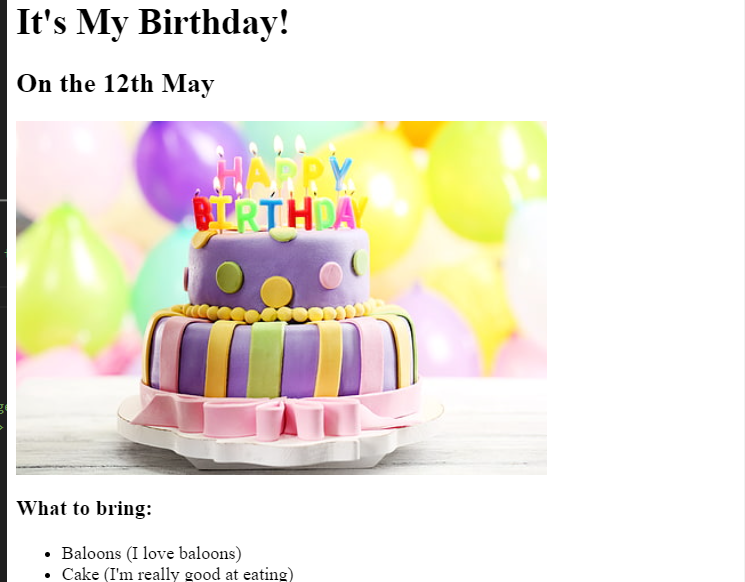 It's My Birthday!
On the 12th May
HAPPY
BIRTHDAY
What to bring:
Baloons (I love baloons)
Cake (I'm really good at eating)